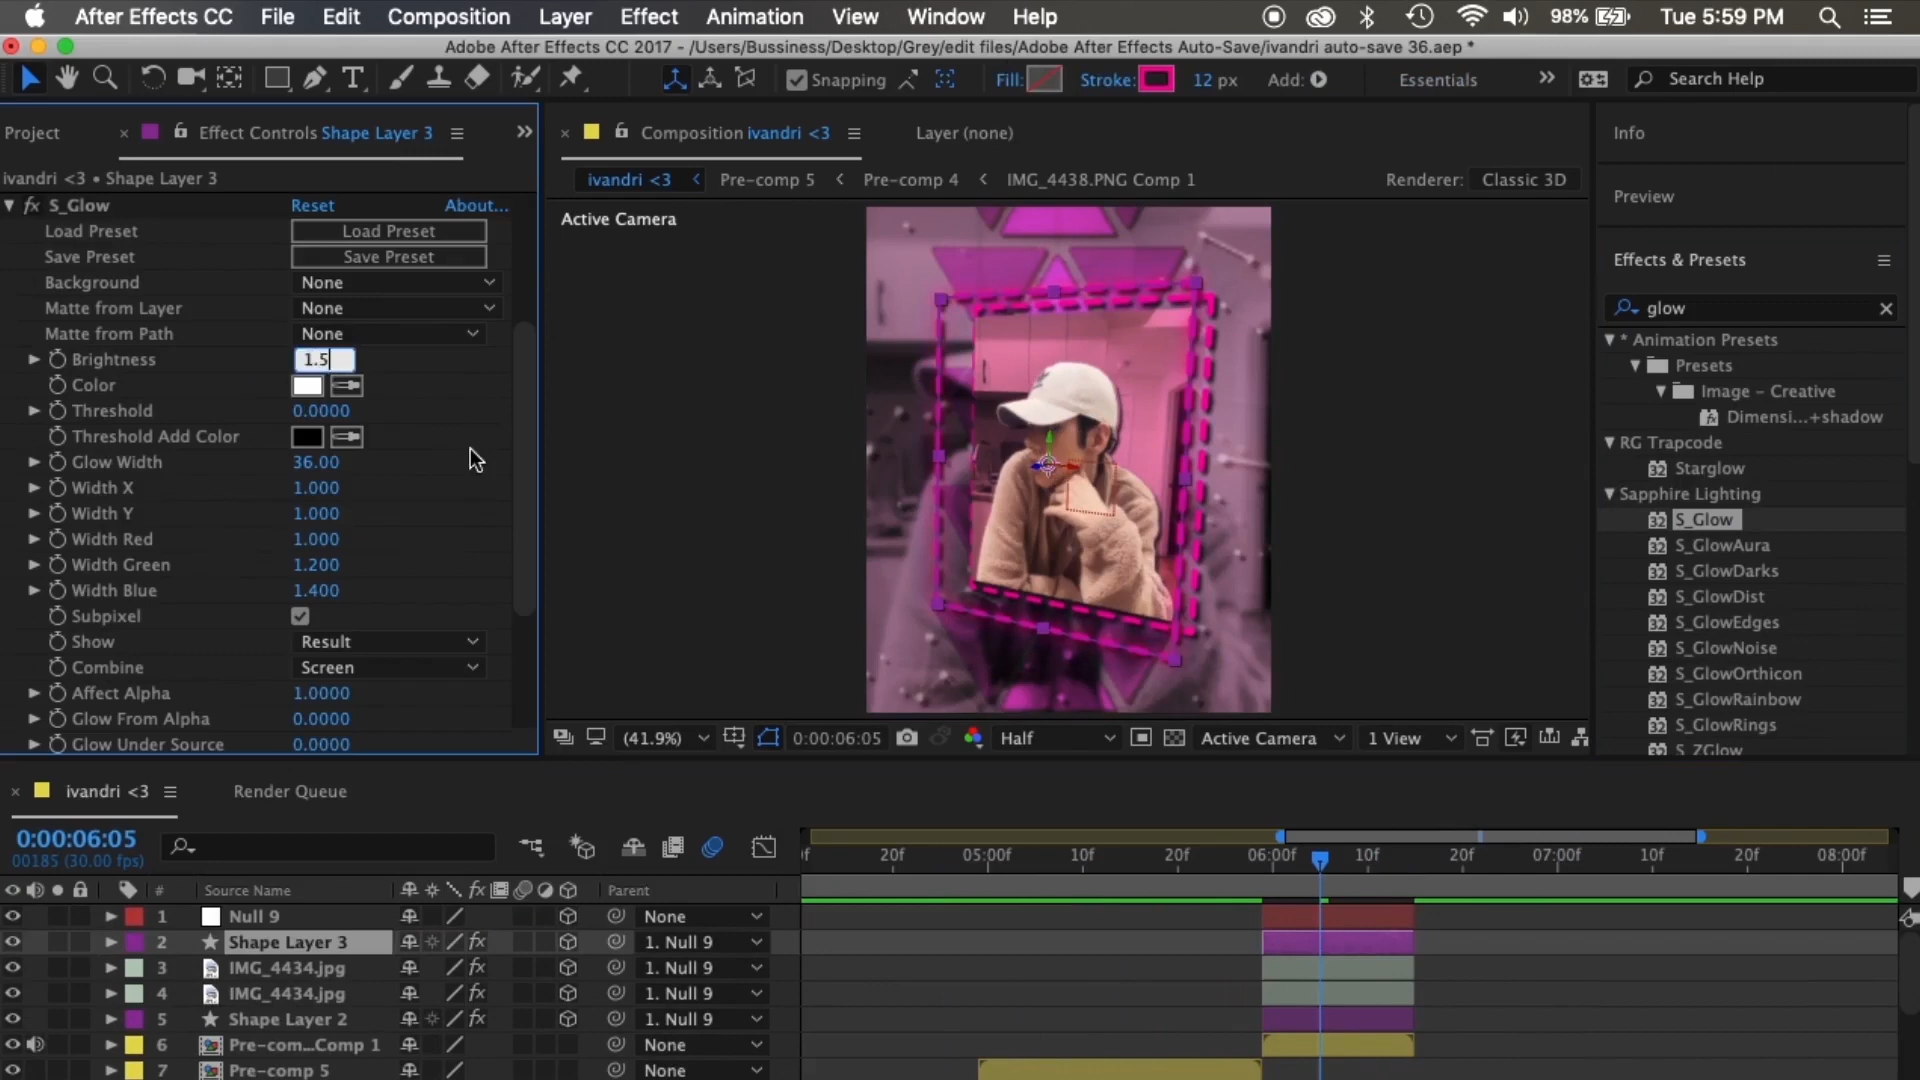 After Effects CC File Edit Composition Layer Effect Animation View Window Help 98% Tue 5:59 PM
Adobe After Effects CC 2017 - /Users/Bussiness/Desktop/Grey/edit files/Adobe After Effects Auto-Save/ivandri auto-save 36.aep *
Snapping Fill: Stroke: 12 px Add: Essentials Search Help
Project Effect Controls Shape Layer 3
ivandri <3 • Shape Layer 3
S_Glow Reset About...
Load Preset Load Preset
Save Preset Save Preset
Background None
Matte from Layer None
Matte from Path None
Brightness 1.5
Color
Threshold 0.0000
Threshold Add Color
Glow Width 36.00
Width X 1.000
Width Y 1.000
Width Red 1.000
Width Green 1.200
Width Blue 1.400
Subpixel
Show Result
Combine Screen
Affect Alpha 1.0000
Glow From Alpha 0.0000
Glow Under Source 0.0000
Composition ivandri <3 Layer (none)
ivandri <3 Pre-comp 5 Pre-comp 4 IMG_4438.PNG Comp 1 Renderer: Classic 3D
Active Camera
(41.9%) 0:00:06:05 Half Active Camera 1 View
Info
Preview
Effects & Presets
glow
* Animation Presets
Presets
Image – Creative
Dimensi...+shadow
RG Trapcode
Starglow
Sapphire Lighting
S_Glow
S_GlowAura
S_GlowDarks
S_GlowDist
S_GlowEdges
S_GlowNoise
S_GlowOrthicon
S_GlowRainbow
S_GlowRings
S_ZGlow
ivandri <3 Render Queue
0:00:06:05
00185 (30.00 fps)
f 20f 05:00f 10f 20f 06:00f 10f 20f 07:00f 10f 20f 08:00f
# Source Name fx Parent
1 Null 9 None
2 Shape Layer 3 fx 1. Null 9
3 IMG_4434.jpg fx 1. Null 9
4 IMG_4434.jpg fx 1. Null 9
5 Shape Layer 2 fx 1. Null 9
6 Pre-com...Comp 1 None
7 Pre-comp 5 None